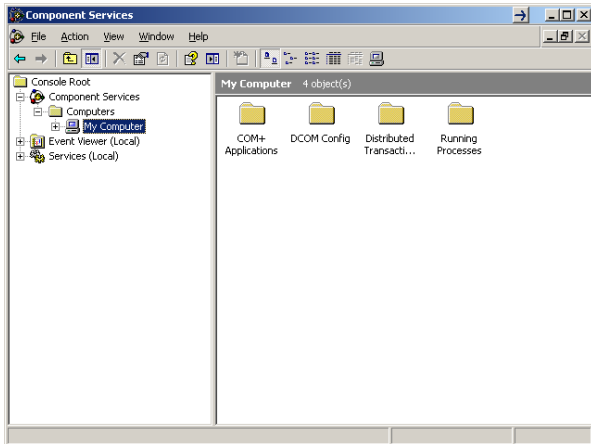 Component Services
File Action View Window Help
Console Root
Component Services
Computers
My Computer
Event Viewer (Local)
Services (Local)
My Computer 4 object(s)
COM+
Applications
DCOM Config
Distributed
Transacti...
Running
Processes